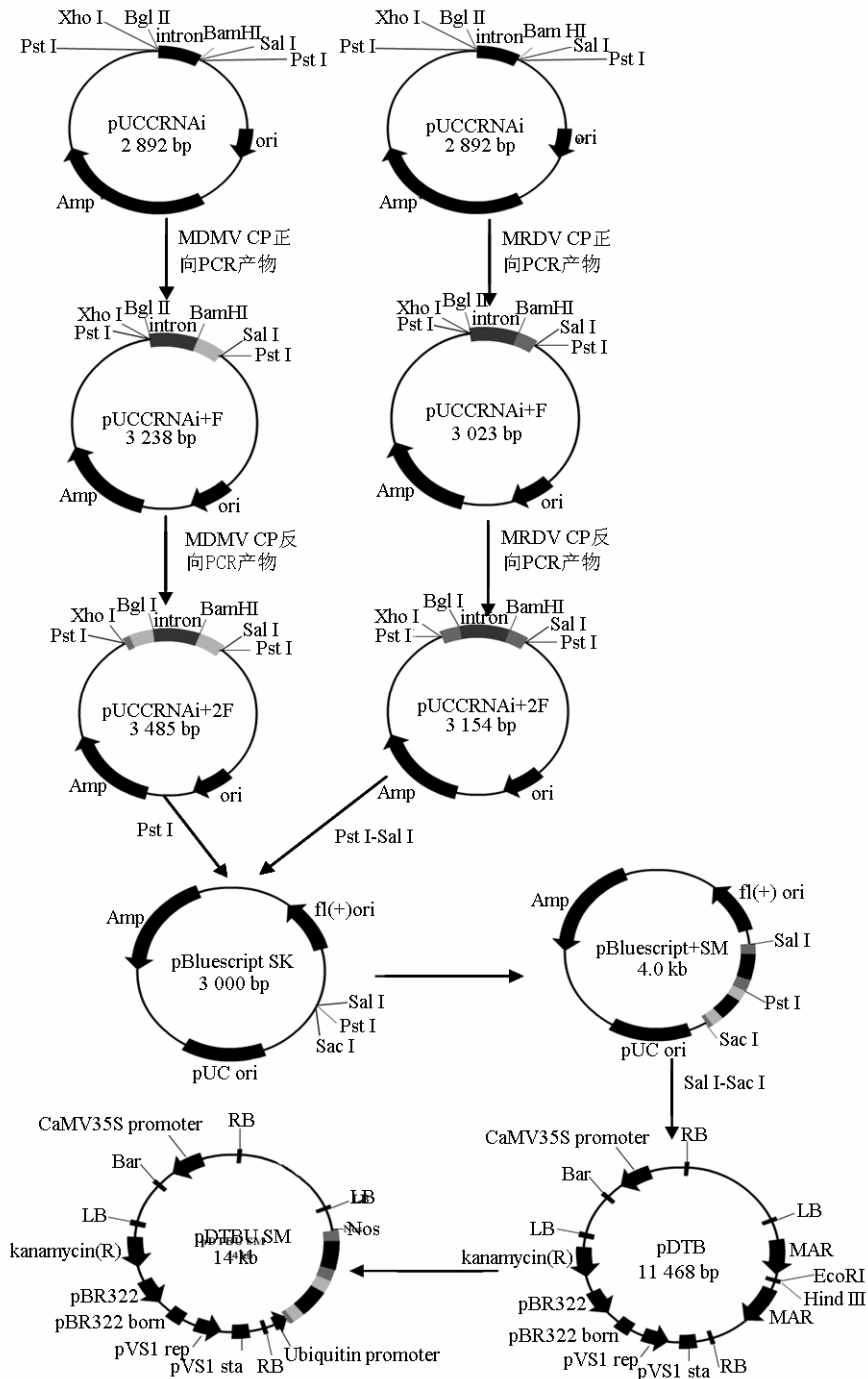 Xho I
Bgl II
intron
BamHI
Sal I
Pst I
Pst I
pUCCRNAi
2 892 bp
ori
Amp
Xho I
Bgl II
intron
Bam HI
Sal I
Pst I
Pst I
pUCCRNAi
2 892 bp
ori
Amp
MDMV CP正
向PCR产物
MRDV CP正
向PCR产物
Bgl II
Xho I
intron
BamHI
Pst I
Sal I
Pst I
pUCCRNAi+F
3 238 bp
Amp
ori
Bgl II
Xho I
intron
BamHI
Pst I
Sal I
Pst I
pUCCRNAi+F
3 023 bp
Amp
ori
MDMV CP反
向PCR产物
MRDV CP反
向PCR产物
Bgl I
BamHI
Xho I
intron
Sal I
Pst I
Pst I
pUCCRNAi+2F
3 485 bp
Amp
ori
Bgl I
BamHI
Xho I
intron
Sal I
Pst I
Pst I
pUCCRNAi+2F
3 154 bp
Amp
ori
Pst I
Pst I-Sal I
Amp
fl(+)ori
pBluescript SK
3 000 bp
Sal I
Pst I
Sac I
pUC ori
Amp
fl(+) ori
pBluescript+SM
4.0 kb
Sal I
Pst I
Sac I
pUC ori
Sal I-Sac I
CaMV35S promoter
RB
Bar
LB
LB
Nos
pDTBU SM
14 kb
kanamycin(R)
pBR322
pBR322 born
pVS1 rep
pVS1 sta
RB
Ubiquitin promoter
CaMV35S promoter
RB
Bar
LB
LB
pDTB
11 468 bp
MAR
EcoRI
Hind III
MAR
kanamycin(R)
pBR322
pBR322 born
pVS1 rep
pVS1 sta
RB